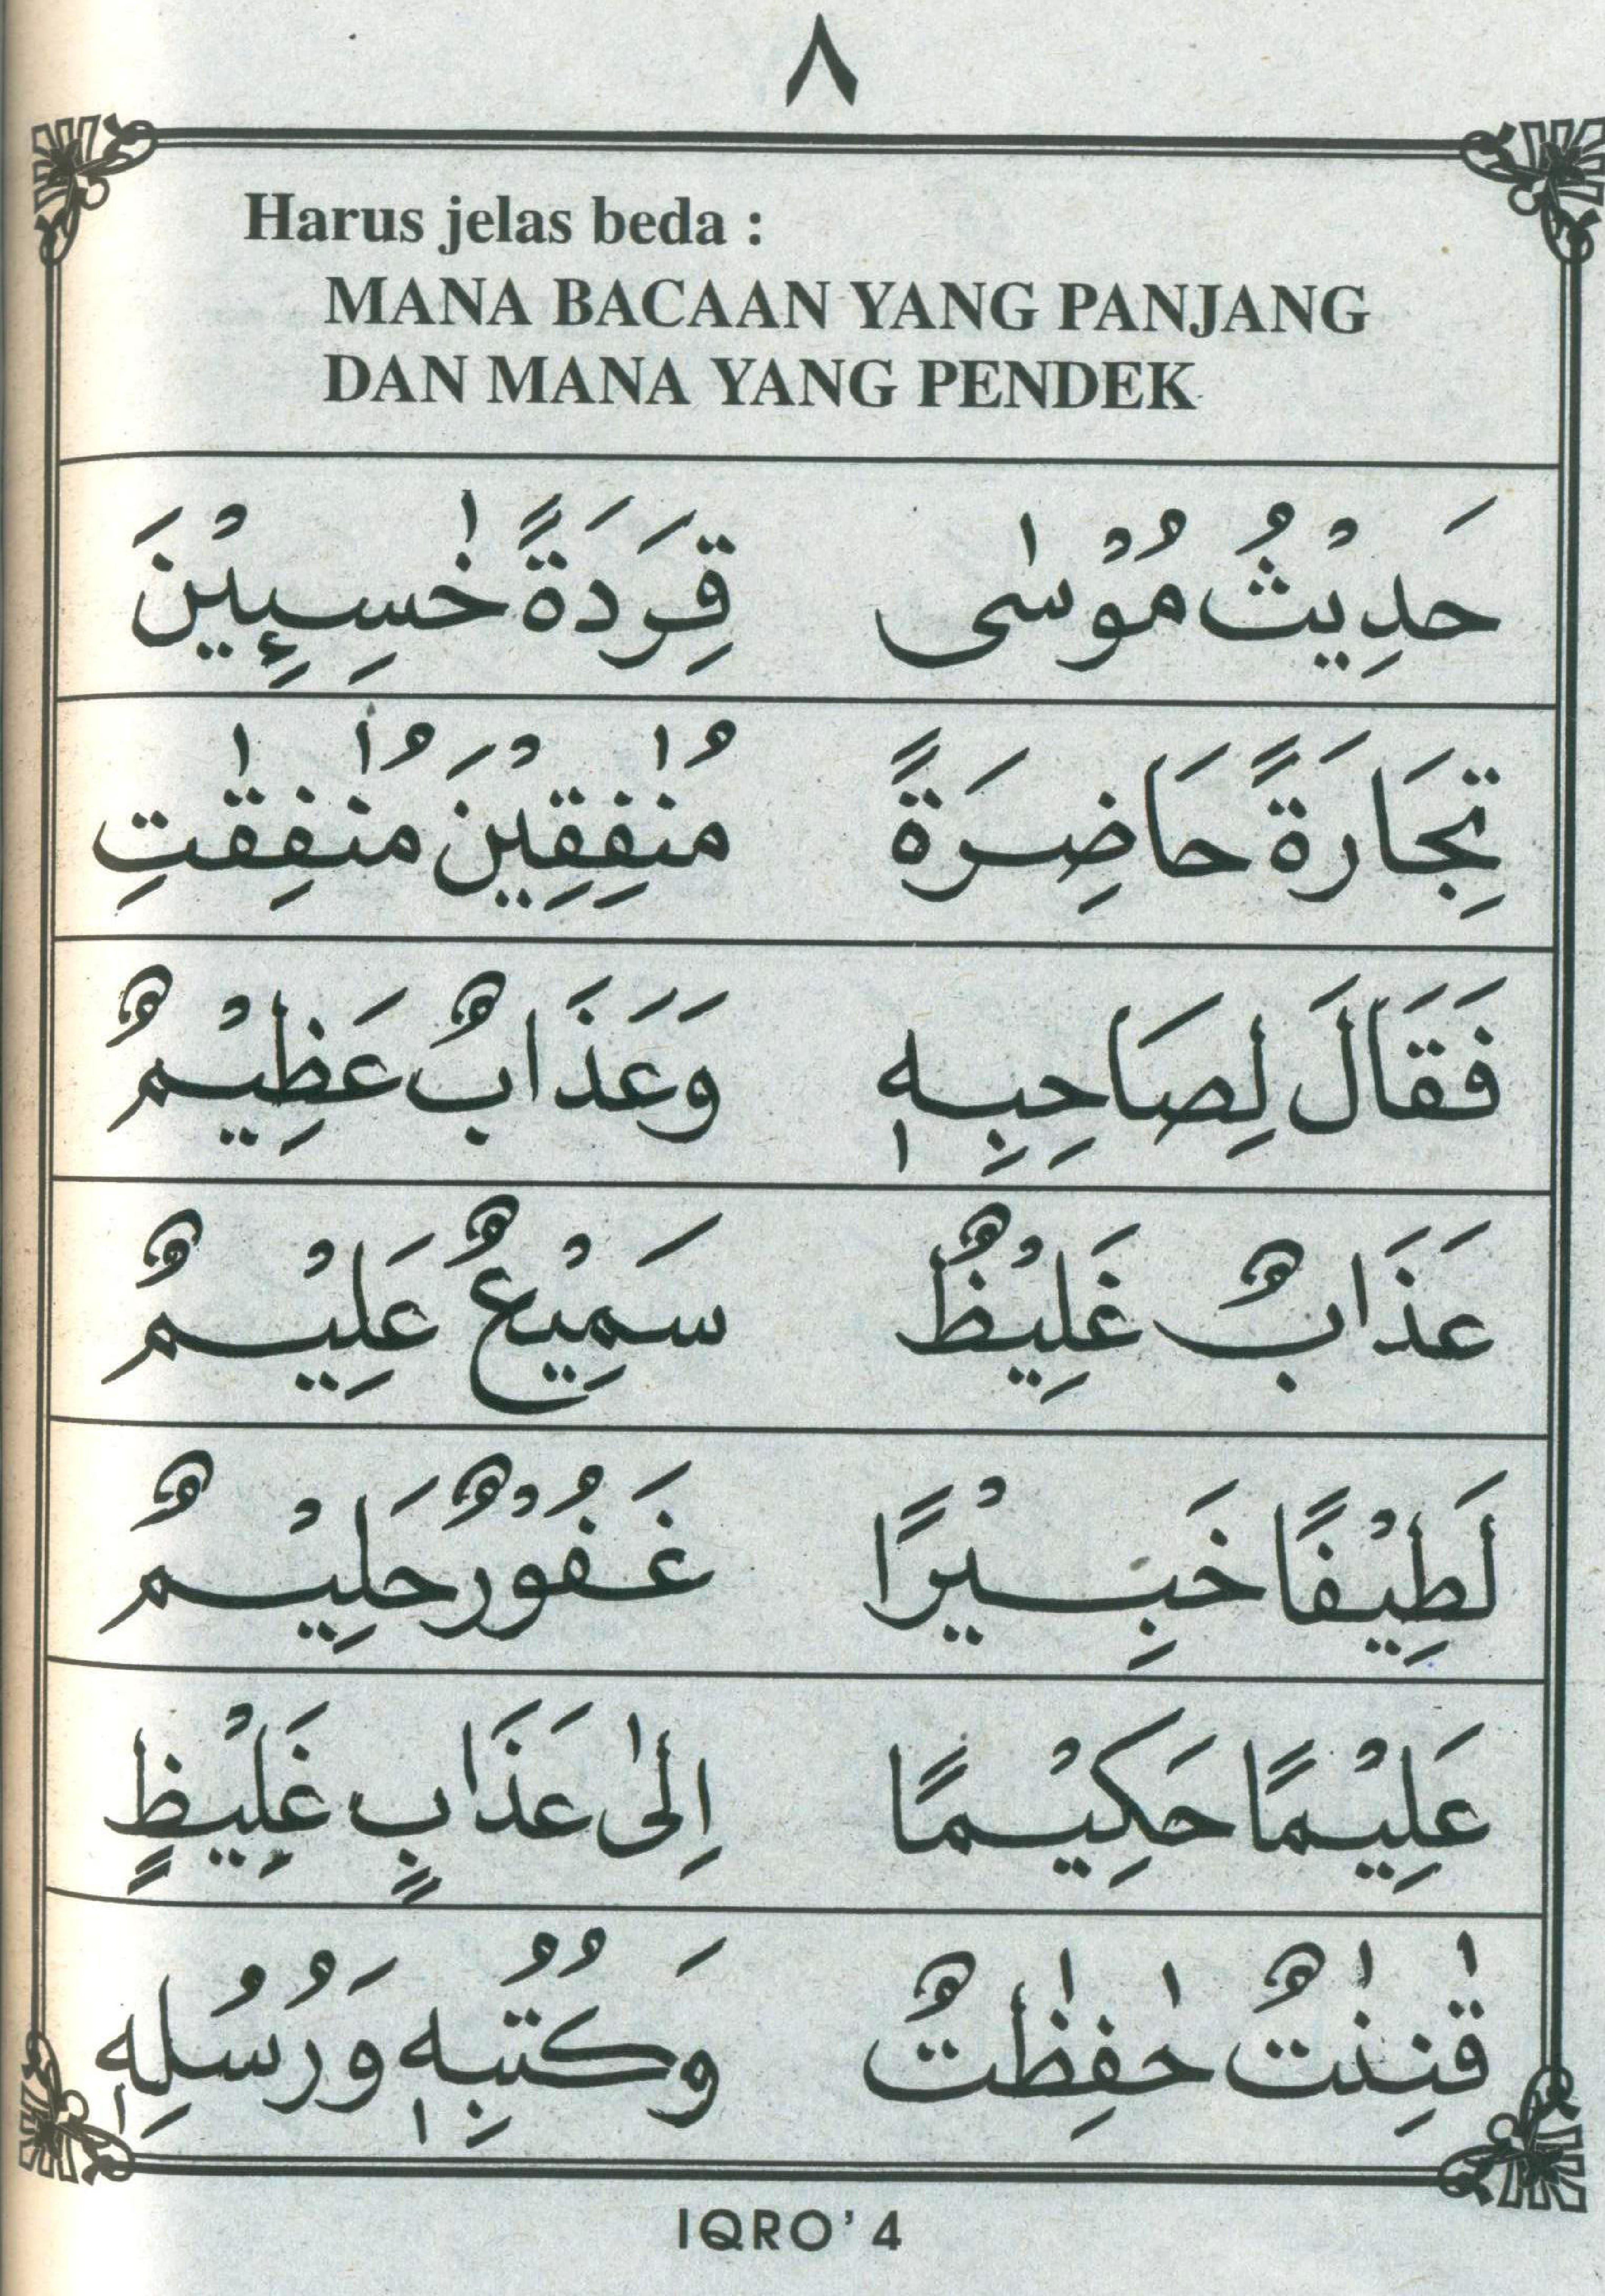 ٨
Harus jelas beda :
MANA BACAAN YANG PANJANG
DAN MANA YANG PENDEK
حَدِيْثُ مُوْسٰى قِرَدَةً خٰسِـِٕيْنَ
تِجَارَةً حَاضِرَةً مُنٰفِقِيْنَ مُنٰفِقٰتِ
فَقَالَ لِصَاحِبِهٖ وَعَذَابٌ عَظِيْمٌ
عَذَابٌ غَلِيْظٌ سَمِيْعٌ عَلِيْمٌ
لَطِيْفًا خَبِيْرًا غَفُوْرٌ حَلِيْمٌ
عَلِيْمًا حَكِيْمًا اِلٰى عَذَابٍ غَلِيْظٍ
قٰنِنٰتٌ حٰفِظٰتٌ وَكُتُبِهٖ وَرُسُلِهٖ
IQRO' 4